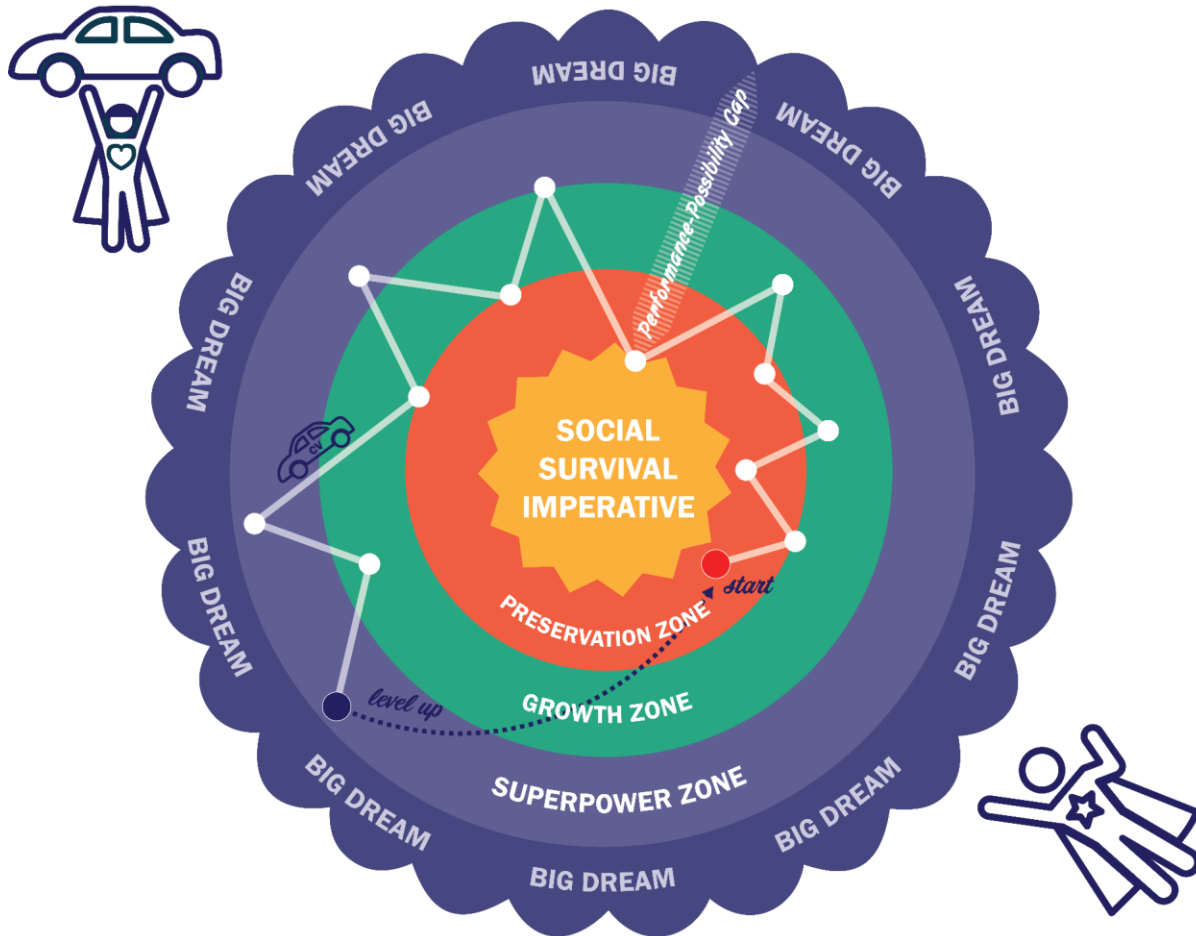 BIG DREAM
BIG DREAM
BIG DREAM
Performance-Possibility Gap
BIG DREAM
BIG DREAM
CV
SOCIAL
SURVIVAL
IMPERATIVE
BIG DREAM
BIG DREAM
start
PRESERVATION ZONE
level up
GROWTH ZONE
SUPERPOWER ZONE
BIG DREAM
BIG DREAM
BIG DREAM